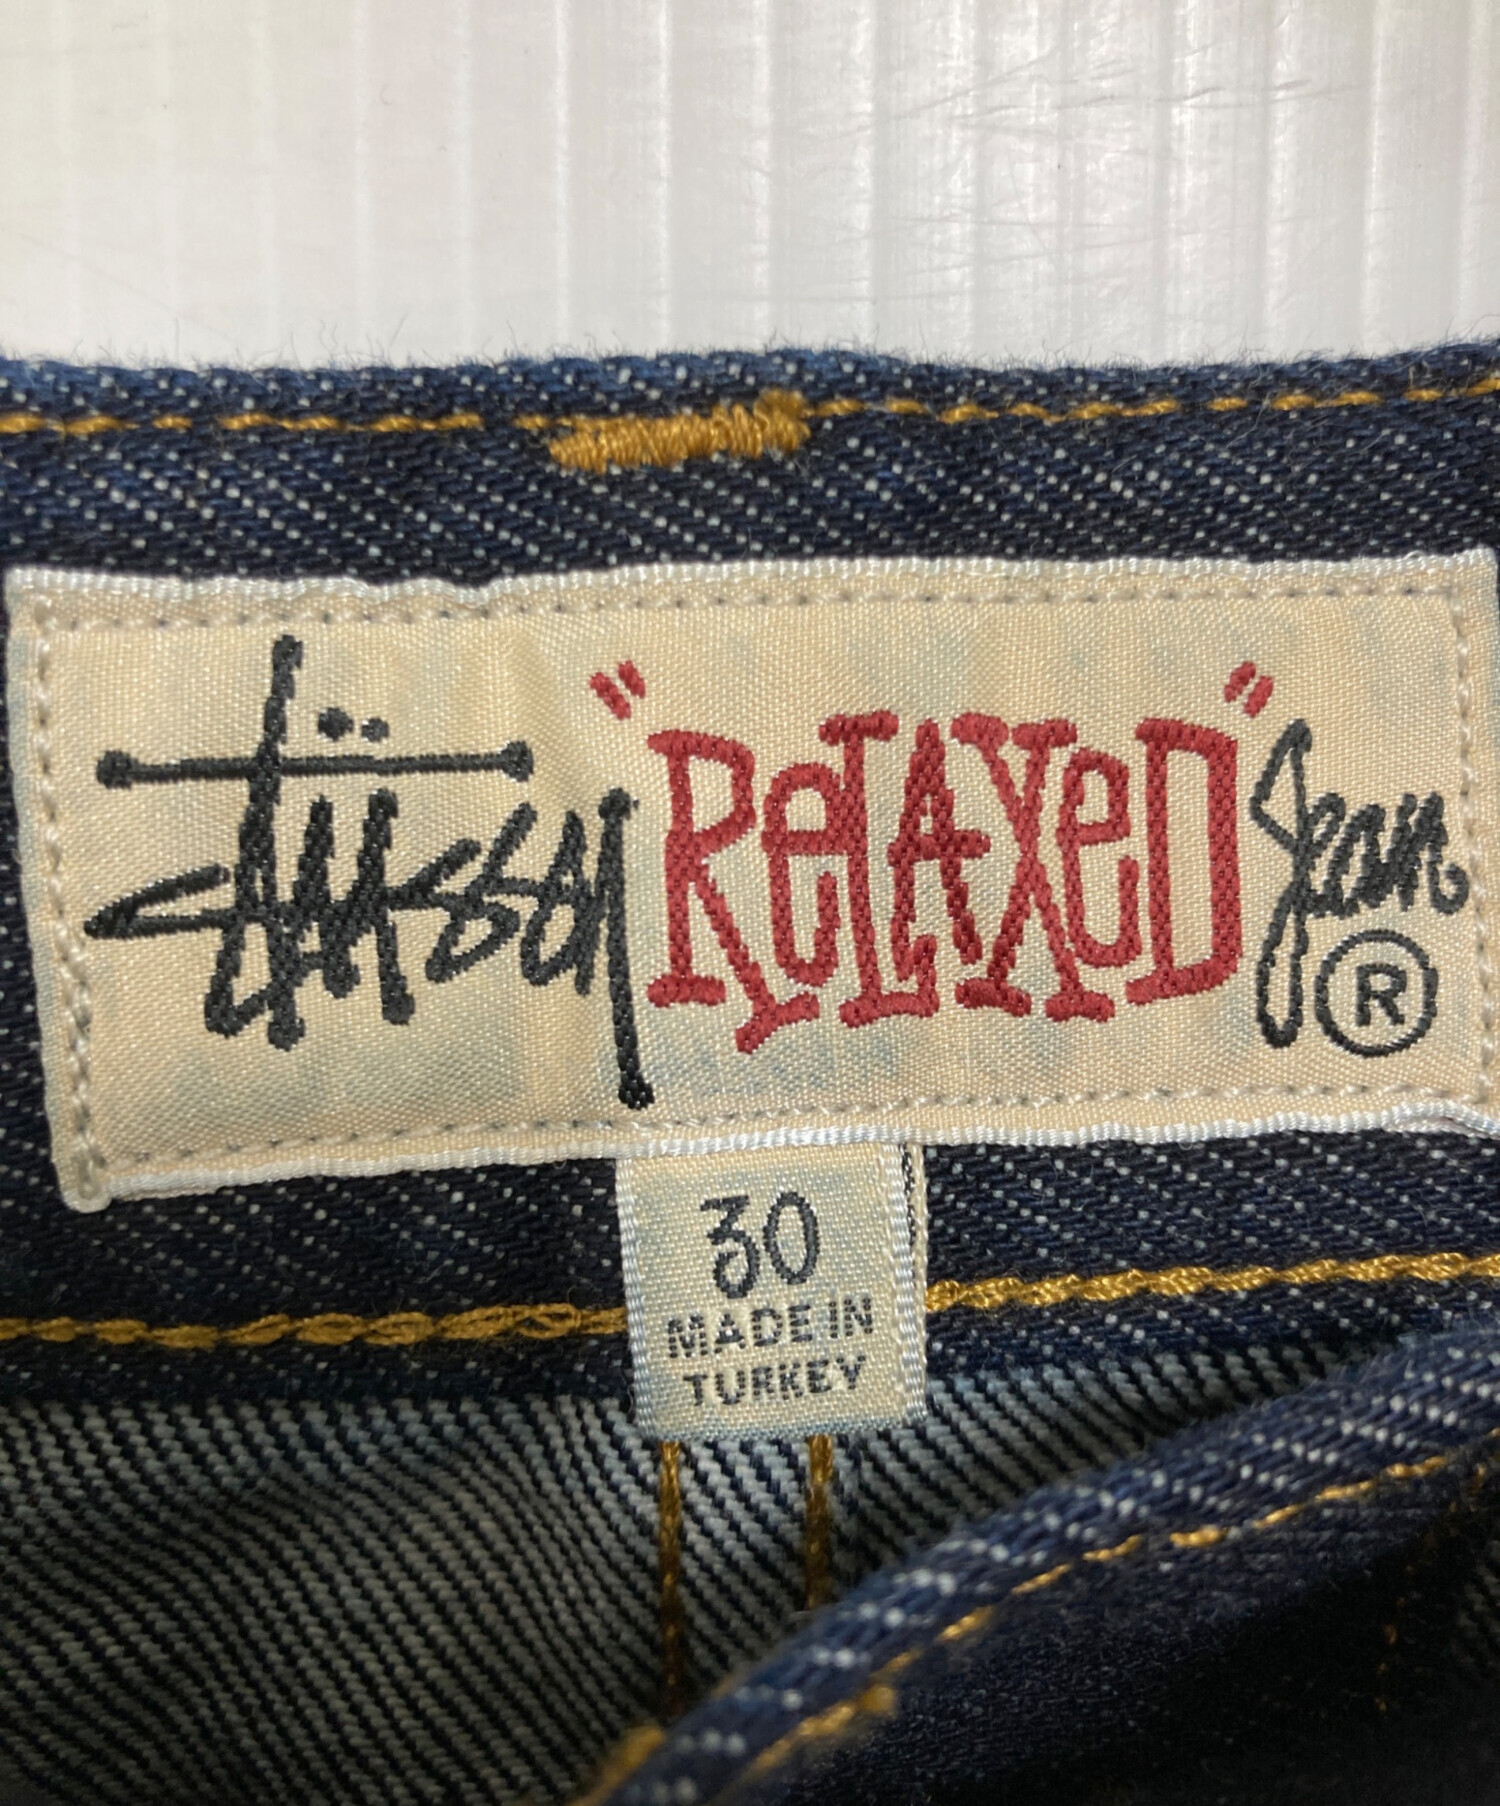 Stüssy "RELAXED" Jean ®
30
MADE IN
TURKEY